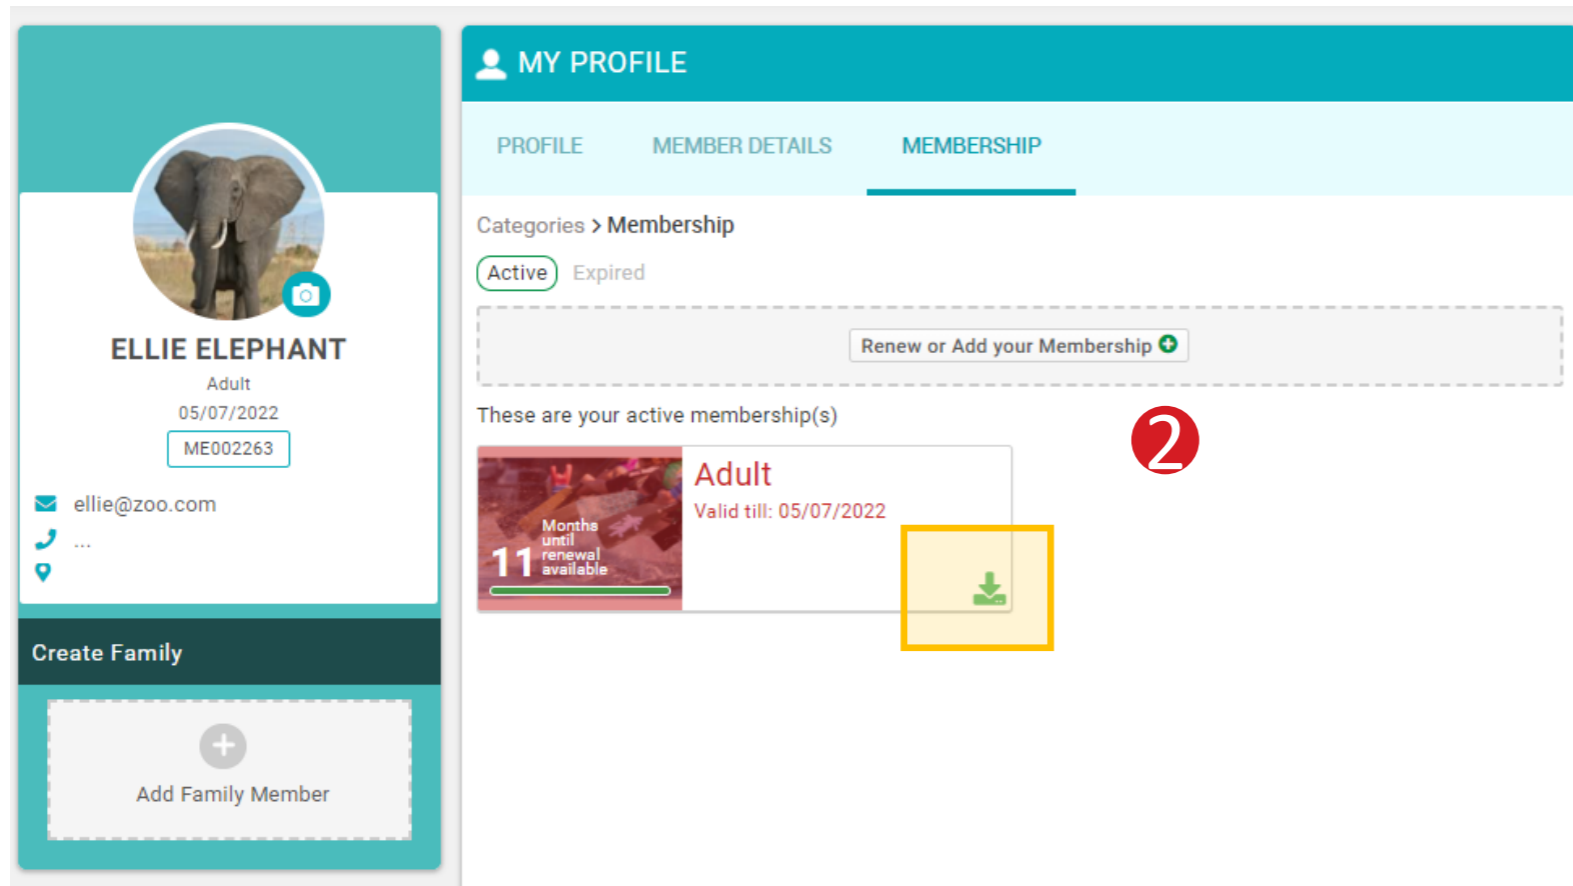 ELLIE ELEPHANT
Adult
05/07/2022
ME002263
ellie@zoo.com
...
Create Family
Add Family Member
MY PROFILE
PROFILE
MEMBER DETAILS
MEMBERSHIP
Categories > Membership
Active
Expired
Renew or Add your Membership
These are your active membership(s)
2
11
Months
until
renewal
available
Adult
Valid till: 05/07/2022